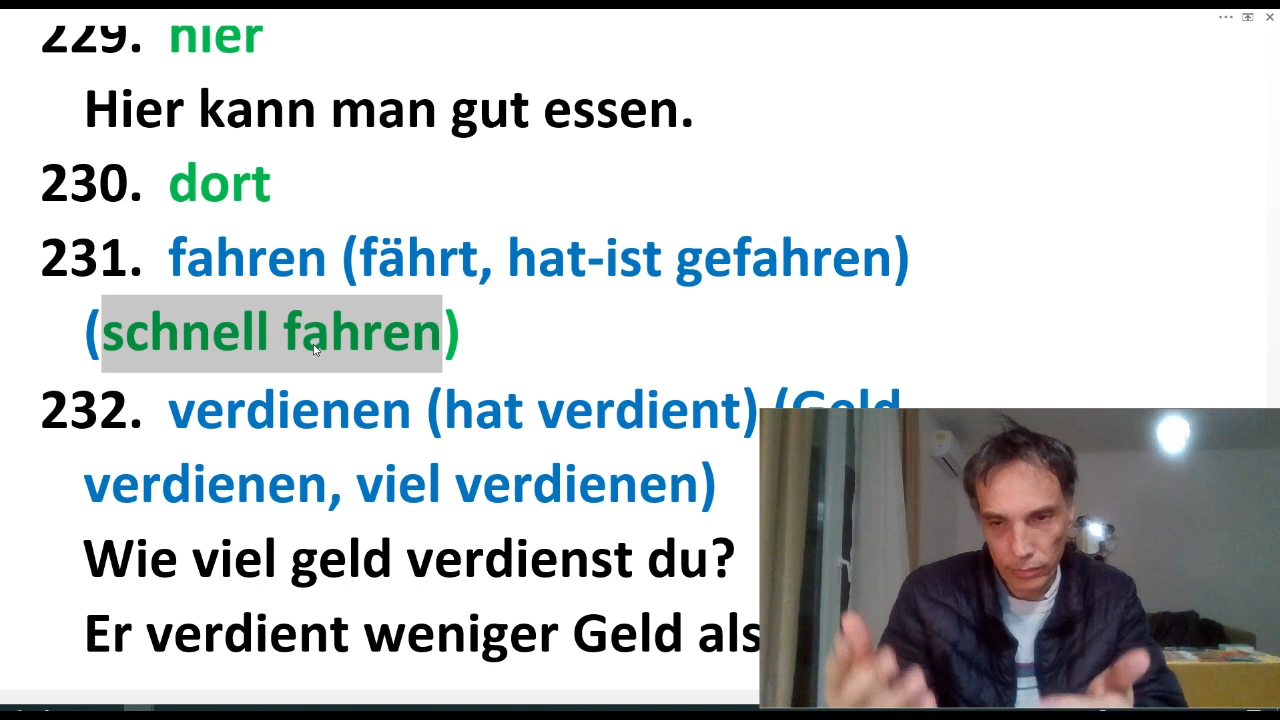 229. hier
Hier kann man gut essen.
230. dort
231. fahren (fährt, hat-ist gefahren)
(schnell fahren)
232. verdienen (hat verdient) (Geld
verdienen, viel verdienen)
Wie viel geld verdienst du?
Er verdient weniger Geld als